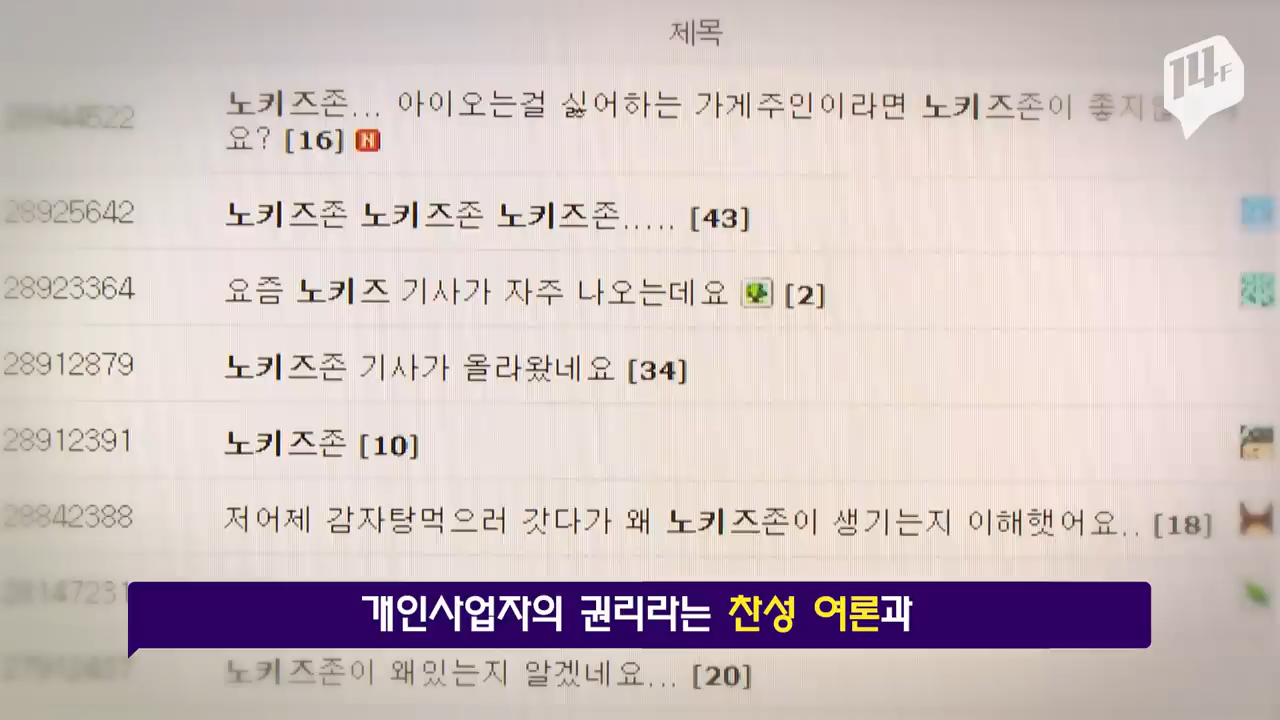 제목
14F
노키즈존... 아이오는걸 싫어하는 가게주인이라면 노키즈존이 좋지
요? [16] N
28925642 노키즈존 노키즈존 노키즈존..... [43]
28923364 요즘 노키즈 기사가 자주 나오는데요 [2]
28912879 노키즈존 기사가 올라왔네요 [34]
28912391 노키즈존 [10]
28842388 저어제 감자탕먹으러 갓다가 왜 노키즈존이 생기는지 이해햇어요.. [18]
개인사업자의 권리라는 찬성 여론과
노키즈존이 왜있는지 알겠네요... [20]